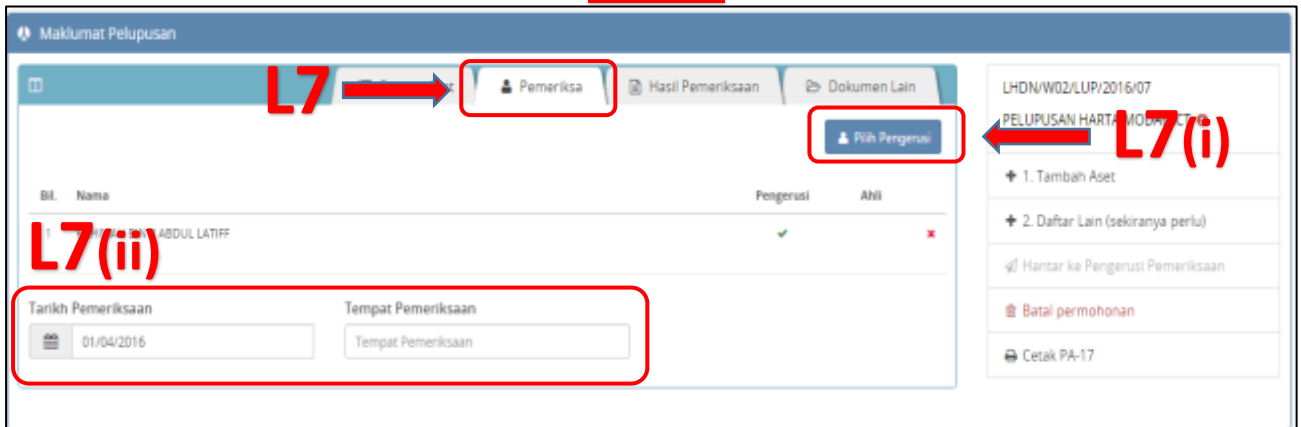 Maklumat Pelupusan
L7
Pemeriksa
Hasil Pemeriksaan
Dokumen Lain
Pilih Pengerusi
L7(i)
LHDN/W02/LUP/2016/07
PELUPUSAN HARTA
Bil. Nama Pengerusi Ahli
1 ABDUL LATIFF
L7(ii)
Tarikh Pemeriksaan Tempat Pemeriksaan
01/04/2016 Tempat Pemeriksaan
+ 1. Tambah Aset
+ 2. Daftar Lain (sekiranya perlu)
Hantar ke Pengerusi Pemeriksaan
Batal permohonan
Cetak PA-17